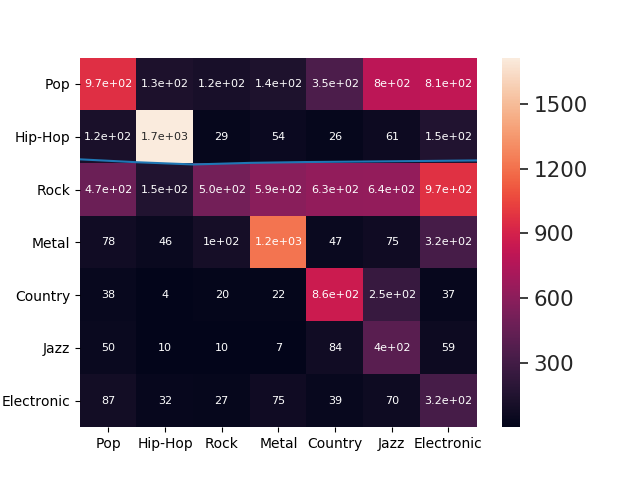 Pop 9.7e+02 1.3e+02 1.2e+02 1.4e+02 3.5e+02 8e+02 8.1e+02
1500
Hip-Hop 1.2e+02 1.7e+03 29 54 26 61 1.5e+02
1200
Rock 4.7e+02 1.5e+02 5.0e+02 5.9e+02 6.3e+02 6.4e+02 9.7e+02
900
Metal 78 46 1e+02 1.2e+03 47 75 3.2e+02
Country 38 4 20 22 8.6e+02 2.5e+02 37
600
Jazz 50 10 10 7 84 4e+02 59
300
Electronic 87 32 27 75 39 70 3.2e+02
Pop Hip-Hop Rock Metal Country Jazz Electronic